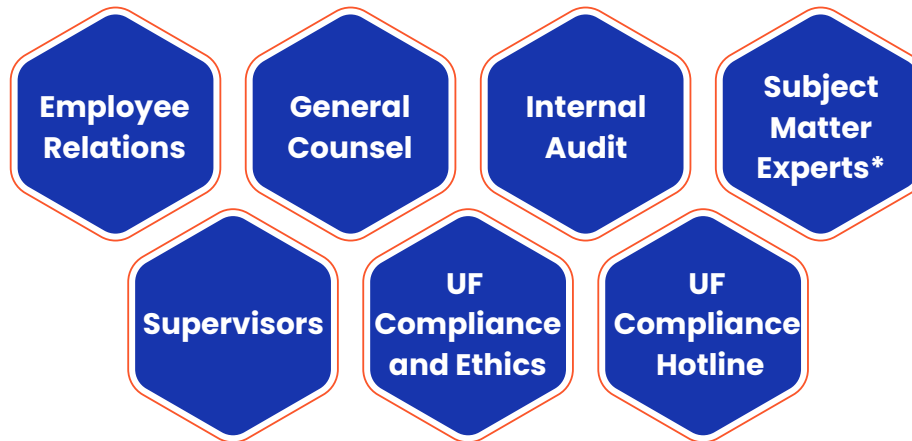 Employee
Relations
General
Counsel
Internal
Audit
Subject
Matter
Experts*
Supervisors
UF
Compliance
and Ethics
UF
Compliance
Hotline